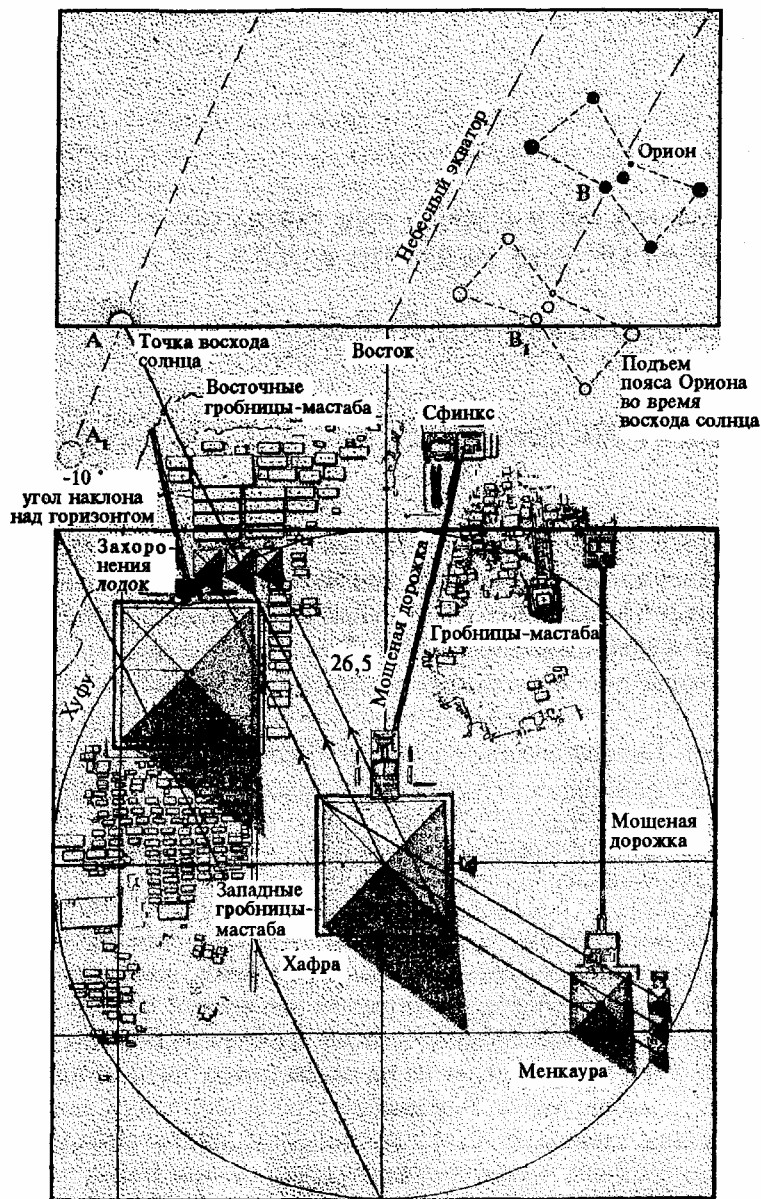 Небесный экватор
Орион
В
А
Точка восхода
солнца
Восток
В₁
Подъем
пояса Ориона
во время
восхода солнца
Восточные
гробницы-мастаба
Сфинкс
А₁
-10°
угол наклона
над горизонтом
Захоро-
нения
лодок
Мощеная дорожка
Гробницы-мастаба
Хуфу
26,5
Мощеная
дорожка
Западные
гробницы-
мастаба
Хафра
Менкаура